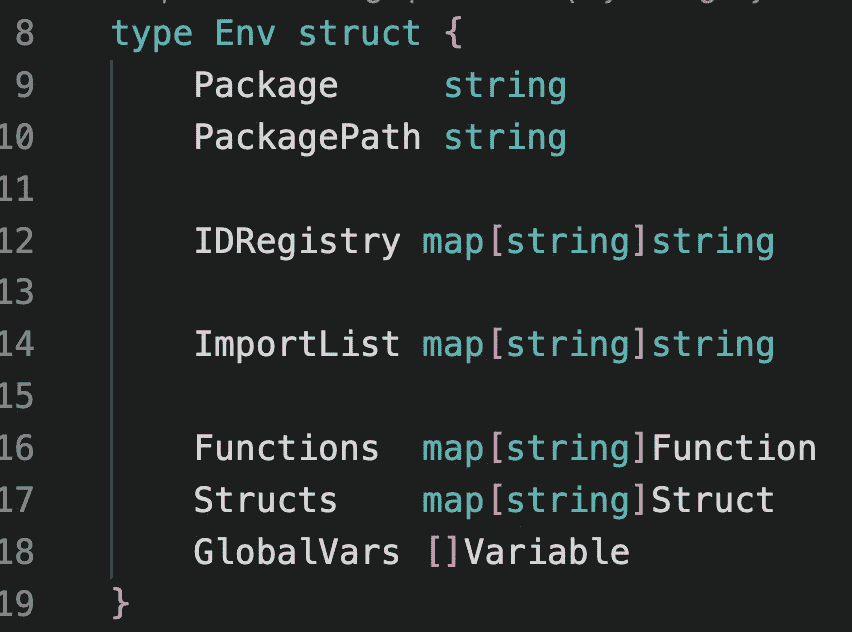 8 type Env struct {
9 Package string
10 PackagePath string
11
12 IDRegistry map[string]string
13
14 ImportList map[string]string
15
16 Functions map[string]Function
17 Structs map[string]Struct
18 GlobalVars []Variable
19 }